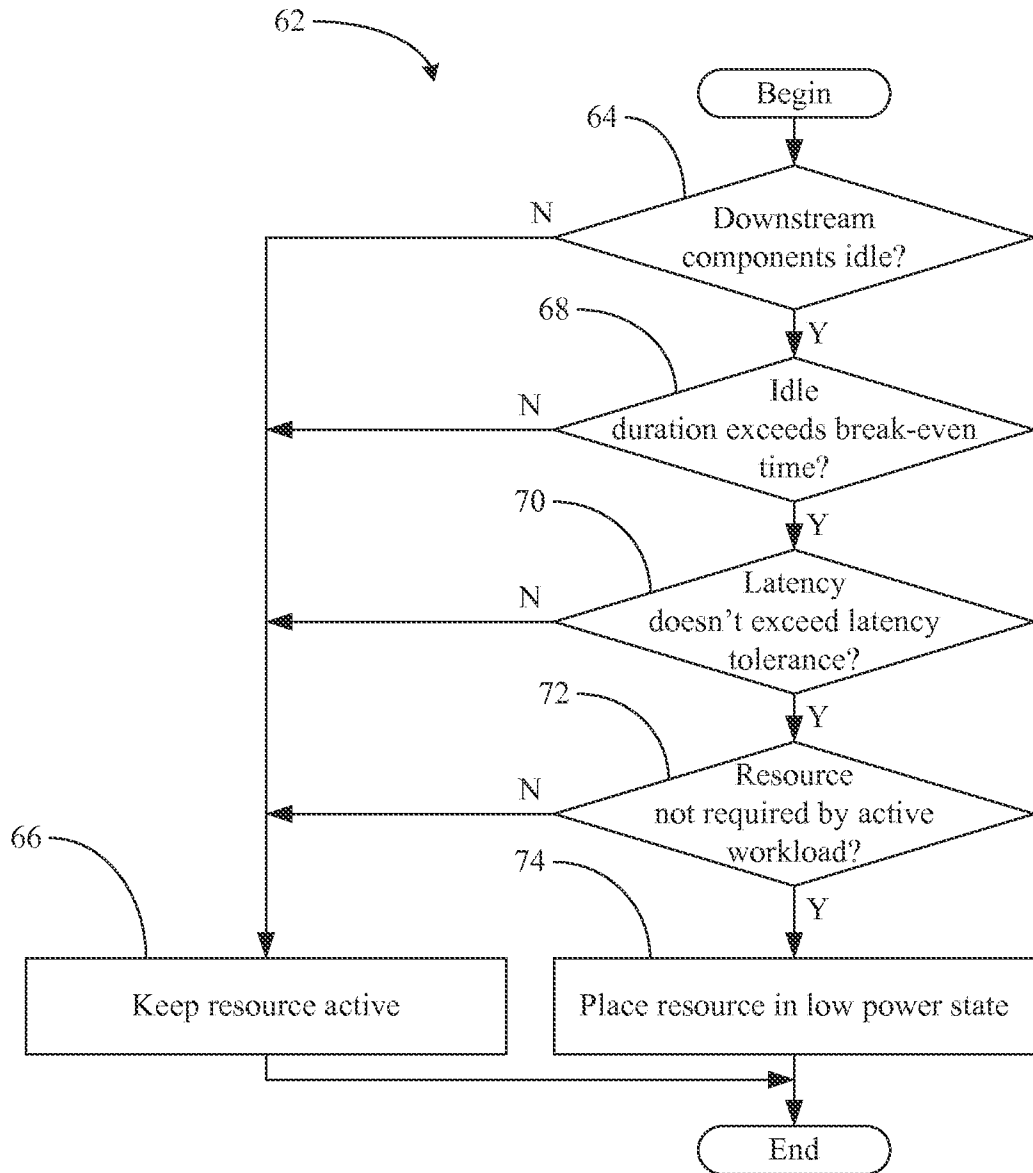 62
Begin
64
N
Downstream
components idle?
Y
68
N
Idle
duration exceeds break-even
time?
Y
70
N
Latency
doesn't exceed latency
tolerance?
Y
72
N
Resource
not required by active
workload?
Y
66
74
Keep resource active
Place resource in low power state
End